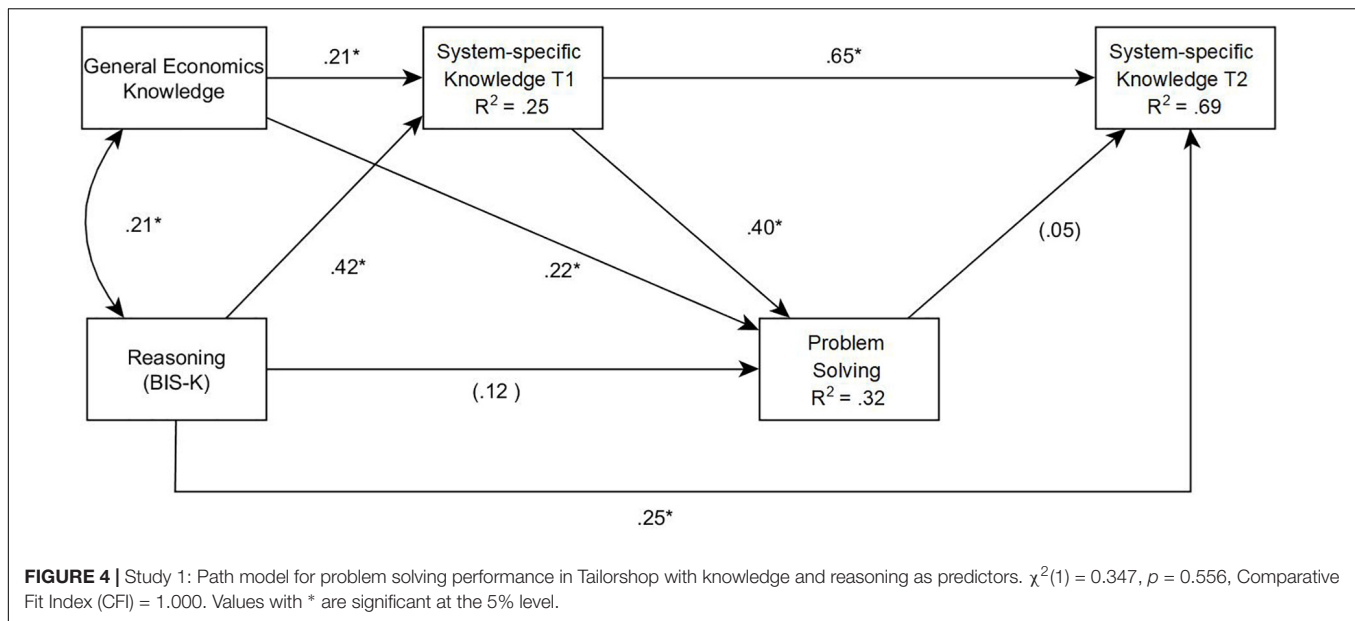 General Economics
Knowledge
.21*
System-specific
Knowledge T1
R² = .25
.65*
System-specific
Knowledge T2
R² = .69
.21*
.42*
.22*
.40*
(.05)
Reasoning
(BIS-K)
(.12 )
Problem
Solving
R² = .32
.25*
FIGURE 4 | Study 1: Path model for problem solving performance in Tailorshop with knowledge and reasoning as predictors. χ²(1) = 0.347, p = 0.556, Comparative
Fit Index (CFI) = 1.000. Values with * are significant at the 5% level.